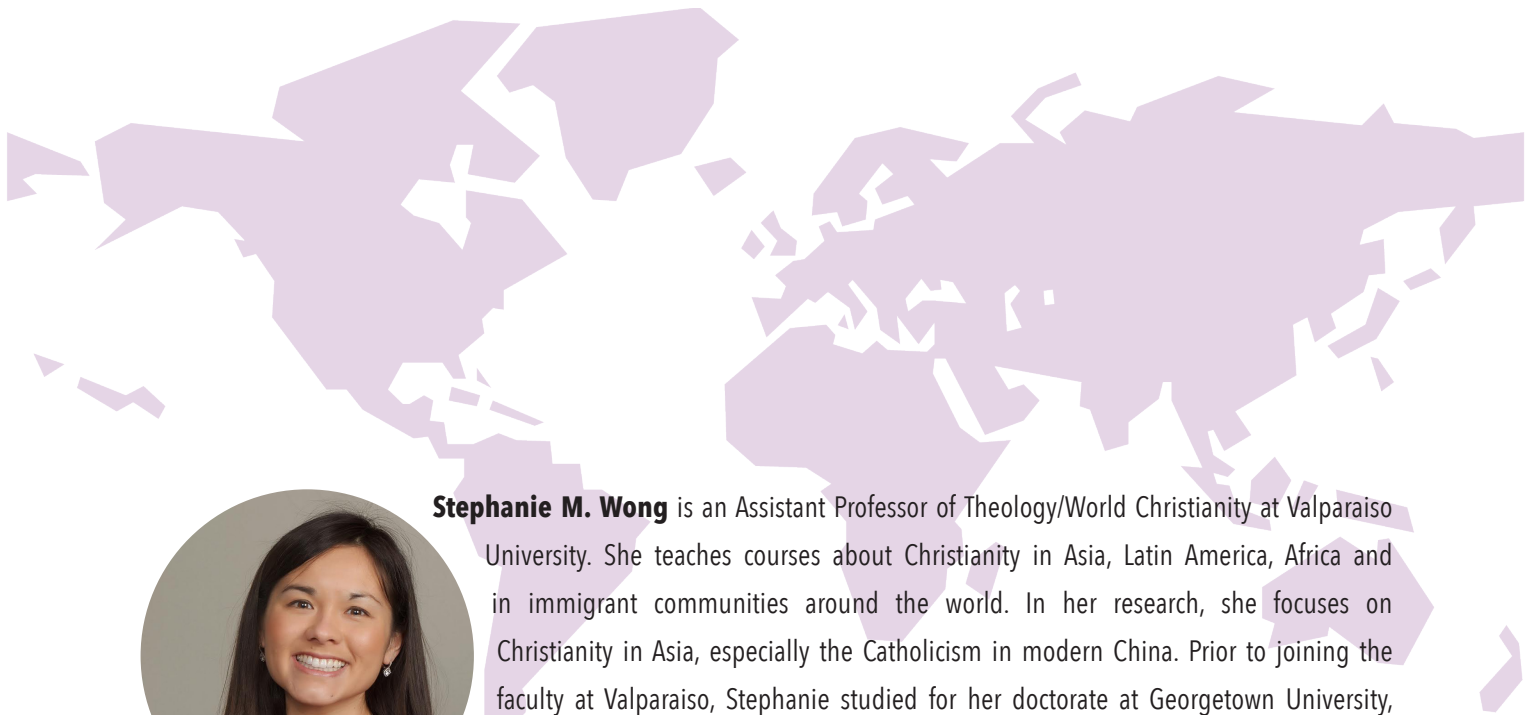 Stephanie M. Wong is an Assistant Professor of Theology/World Christianity at Valparaiso
University. She teaches courses about Christianity in Asia, Latin America, Africa and
in immigrant communities around the world. In her research, she focuses on
Christianity in Asia, especially the Catholicism in modern China. Prior to joining the
faculty at Valparaiso, Stephanie studied for her doctorate at Georgetown University,